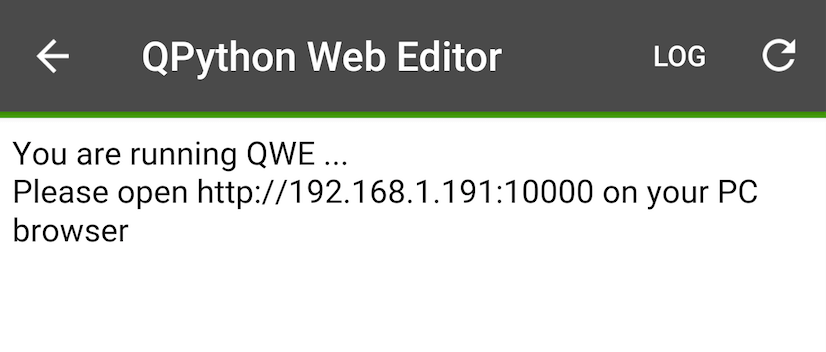 QPython Web Editor
LOG
You are running QWE ...
Please open http://192.168.1.191:10000 on your PC
browser